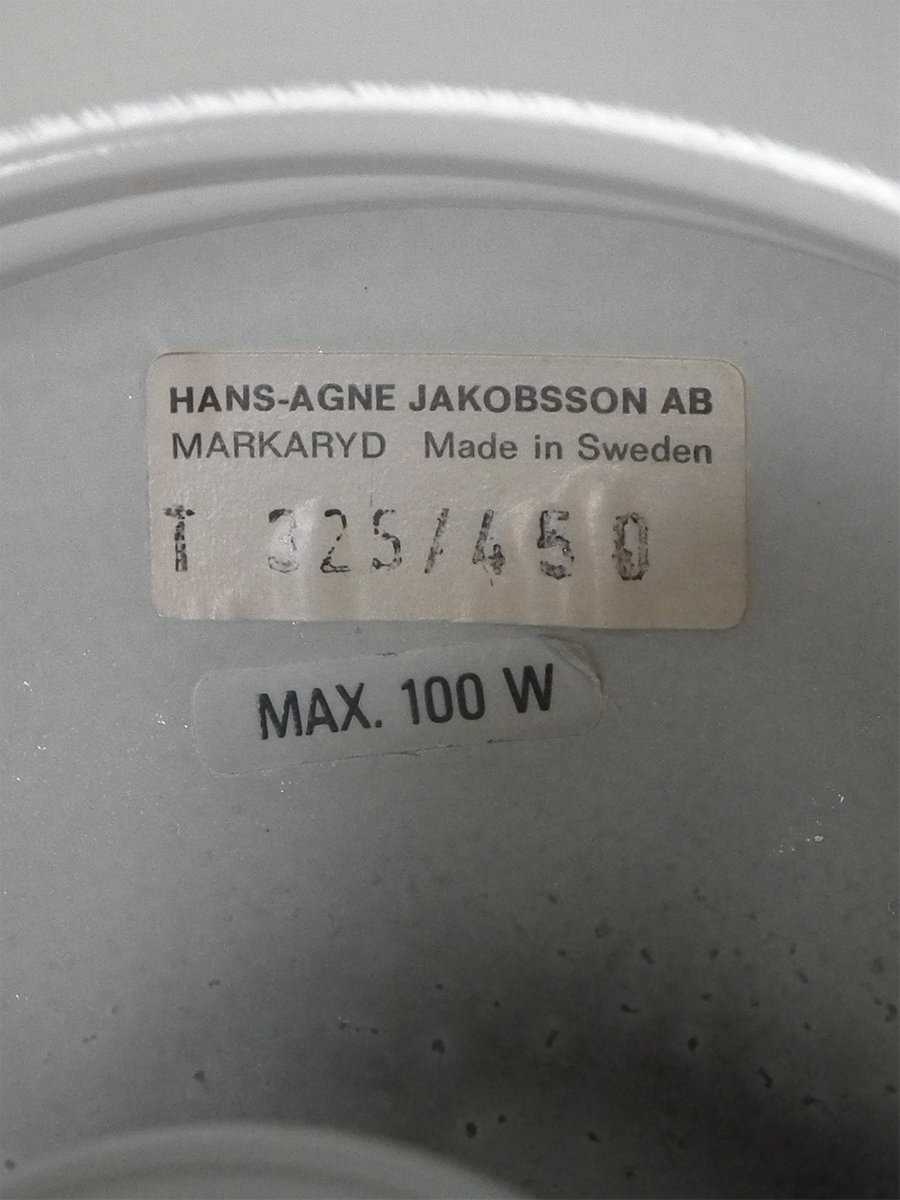 HANS-AGNE JAKOBSSON AB
MARKARYD Made in Sweden
T 325/450
MAX. 100 W